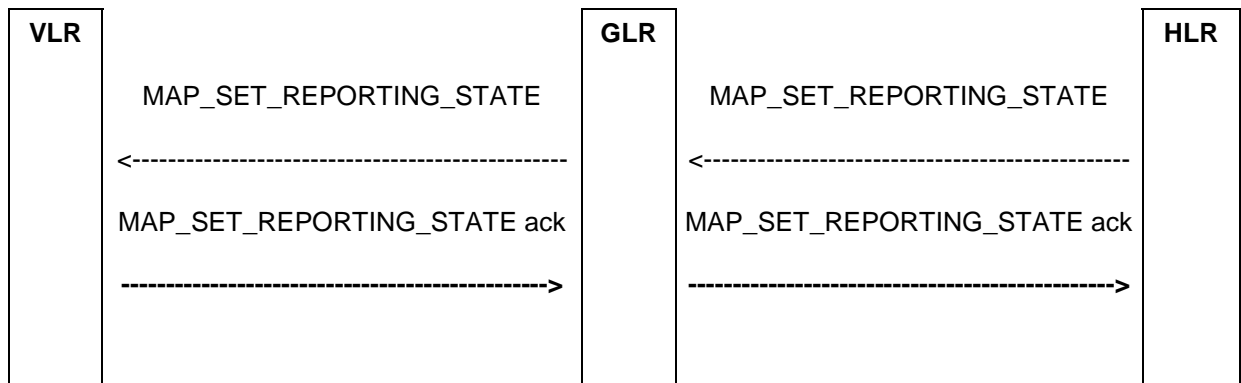 VLR GLR HLR
MAP_SET_REPORTING_STATE MAP_SET_REPORTING_STATE
<----------------------------------------------- <-----------------------------------------------
MAP_SET_REPORTING_STATE ack MAP_SET_REPORTING_STATE ack
-----------------------------------------------> ----------------------------------------------->